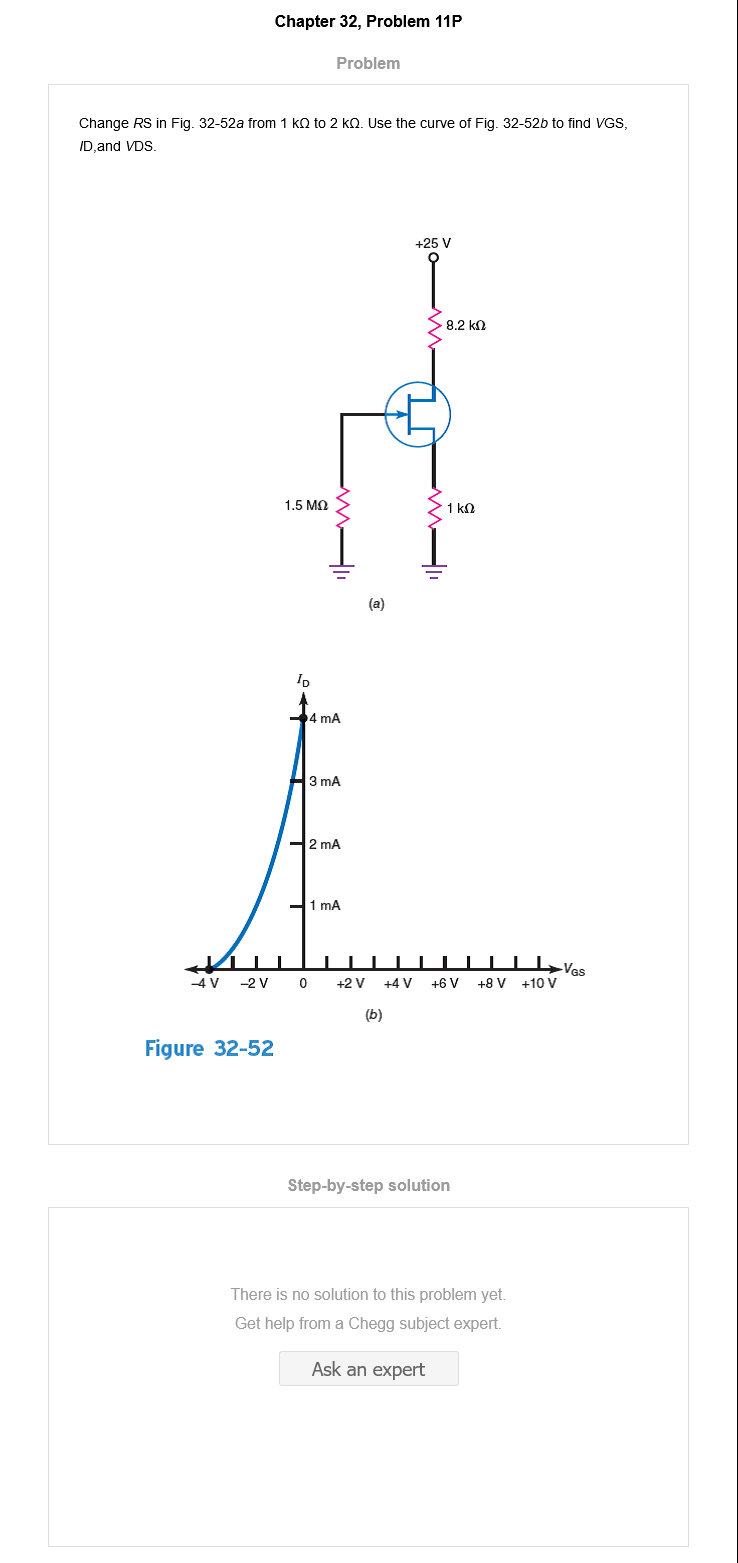 Chapter 32, Problem 11P
Problem
Change RS in Fig. 32-52a from 1 kΩ to 2 kΩ. Use the curve of Fig. 32-52b to find VGS,
ID,and VDS.
+25 V
8.2 kΩ
1.5 MΩ
1 kΩ
(a)
ID
4 mA
3 mA
2 mA
1 mA
VGS
–4 V –2 V 0 +2 V +4 V +6 V +8 V +10 V
(b)
Figure 32-52
Step-by-step solution
There is no solution to this problem yet.
Get help from a Chegg subject expert.
Ask an expert